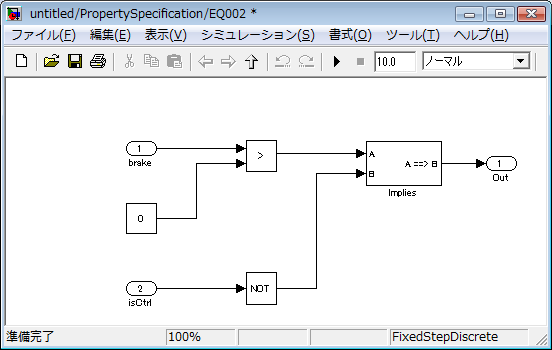 untitled/PropertySpecification/EQ002 *
ファイル(F) 編集(E) 表示(V) シミュレーション(S) 書式(O) ツール(T) ヘルプ(H)
10.0 ノーマル
1
brake
>
A
B
A ==> B
Implies
1
Out
0
2
isCtrl
NOT
準備完了 100% FixedStepDiscrete